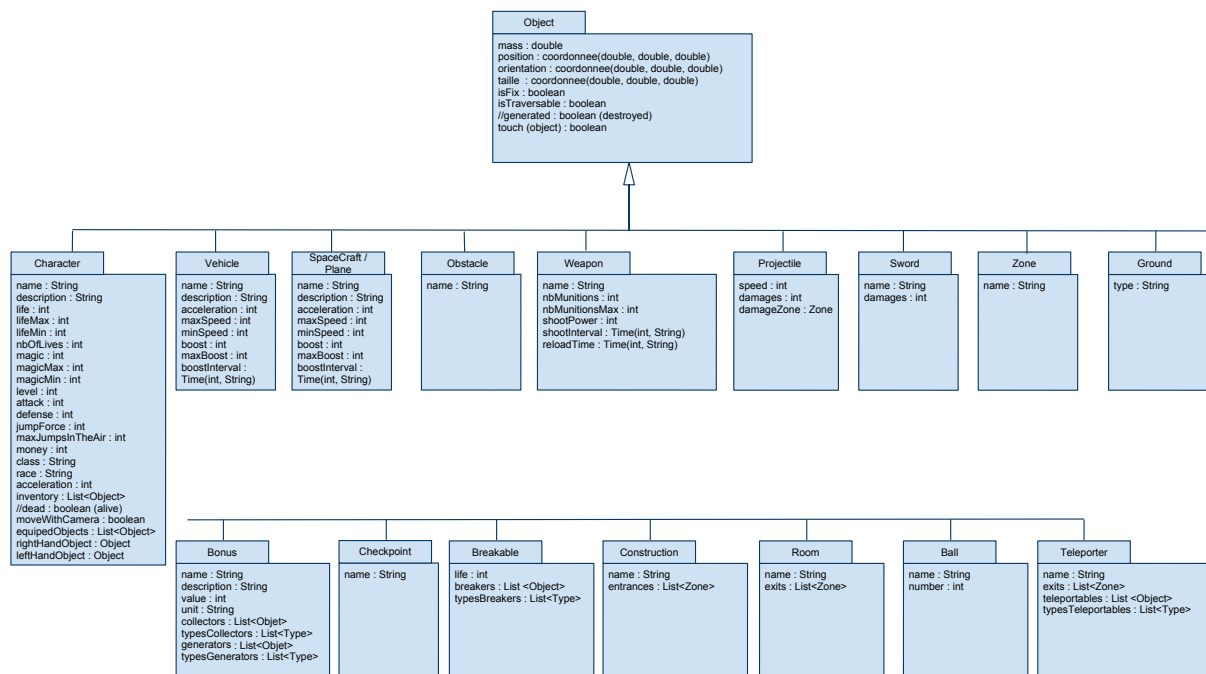 Object
mass : double
position : coordonnee(double, double, double)
orientation : coordonnee(double, double, double)
taille  : coordonnee(double, double, double)
isFix : boolean
isTraversable : boolean
//generated : boolean (destroyed)
touch (object) : boolean
Character
name : String
description : String
life : int
lifeMax : int
lifeMin : int
nbOfLives : int
magic : int
magicMax : int
magicMin : int
level : int
attack : int
defense : int
jumpForce : int
maxJumpsInTheAir : int
money : int
class : String
race : String
acceleration : int
inventory : List<Object>
//dead : boolean (alive)
moveWithCamera : boolean
equipedObjects : List<Object>
rightHandObject : Object
leftHandObject : Object
Vehicle
name : String
description : String
acceleration : int
maxSpeed : int
minSpeed : int
boost : int
maxBoost : int
boostInterval :
Time(int, String)
SpaceCraft /
Plane
name : String
description : String
acceleration : int
maxSpeed : int
minSpeed : int
boost : int
maxBoost : int
boostInterval :
Time(int, String)
Obstacle
name : String
Weapon
name : String
nbMunitions : int
nbMunitionsMax : int
shootPower : int
shootInterval : Time(int, String)
reloadTime : Time(int, String)
Projectile
speed : int
damages : int
damageZone : Zone
Sword
name : String
damages : int
Zone
name : String
Ground
type : String
Bonus
name : String
description : String
value : int
unit : String
collectors : List<Objet>
typesCollectors : List<Type>
generators : List<Objet>
typesGenerators : List<Type>
Checkpoint
name : String
Breakable
life : int
breakers : List <Object>
typesBreakers : List<Type>
Construction
name : String
entrances : List<Zone>
Room
name : String
exits : List<Zone>
Ball
name : String
number : int
Teleporter
name : String
exits : List<Zone>
teleportables : List <Object>
typesTeleportables : List<Type>